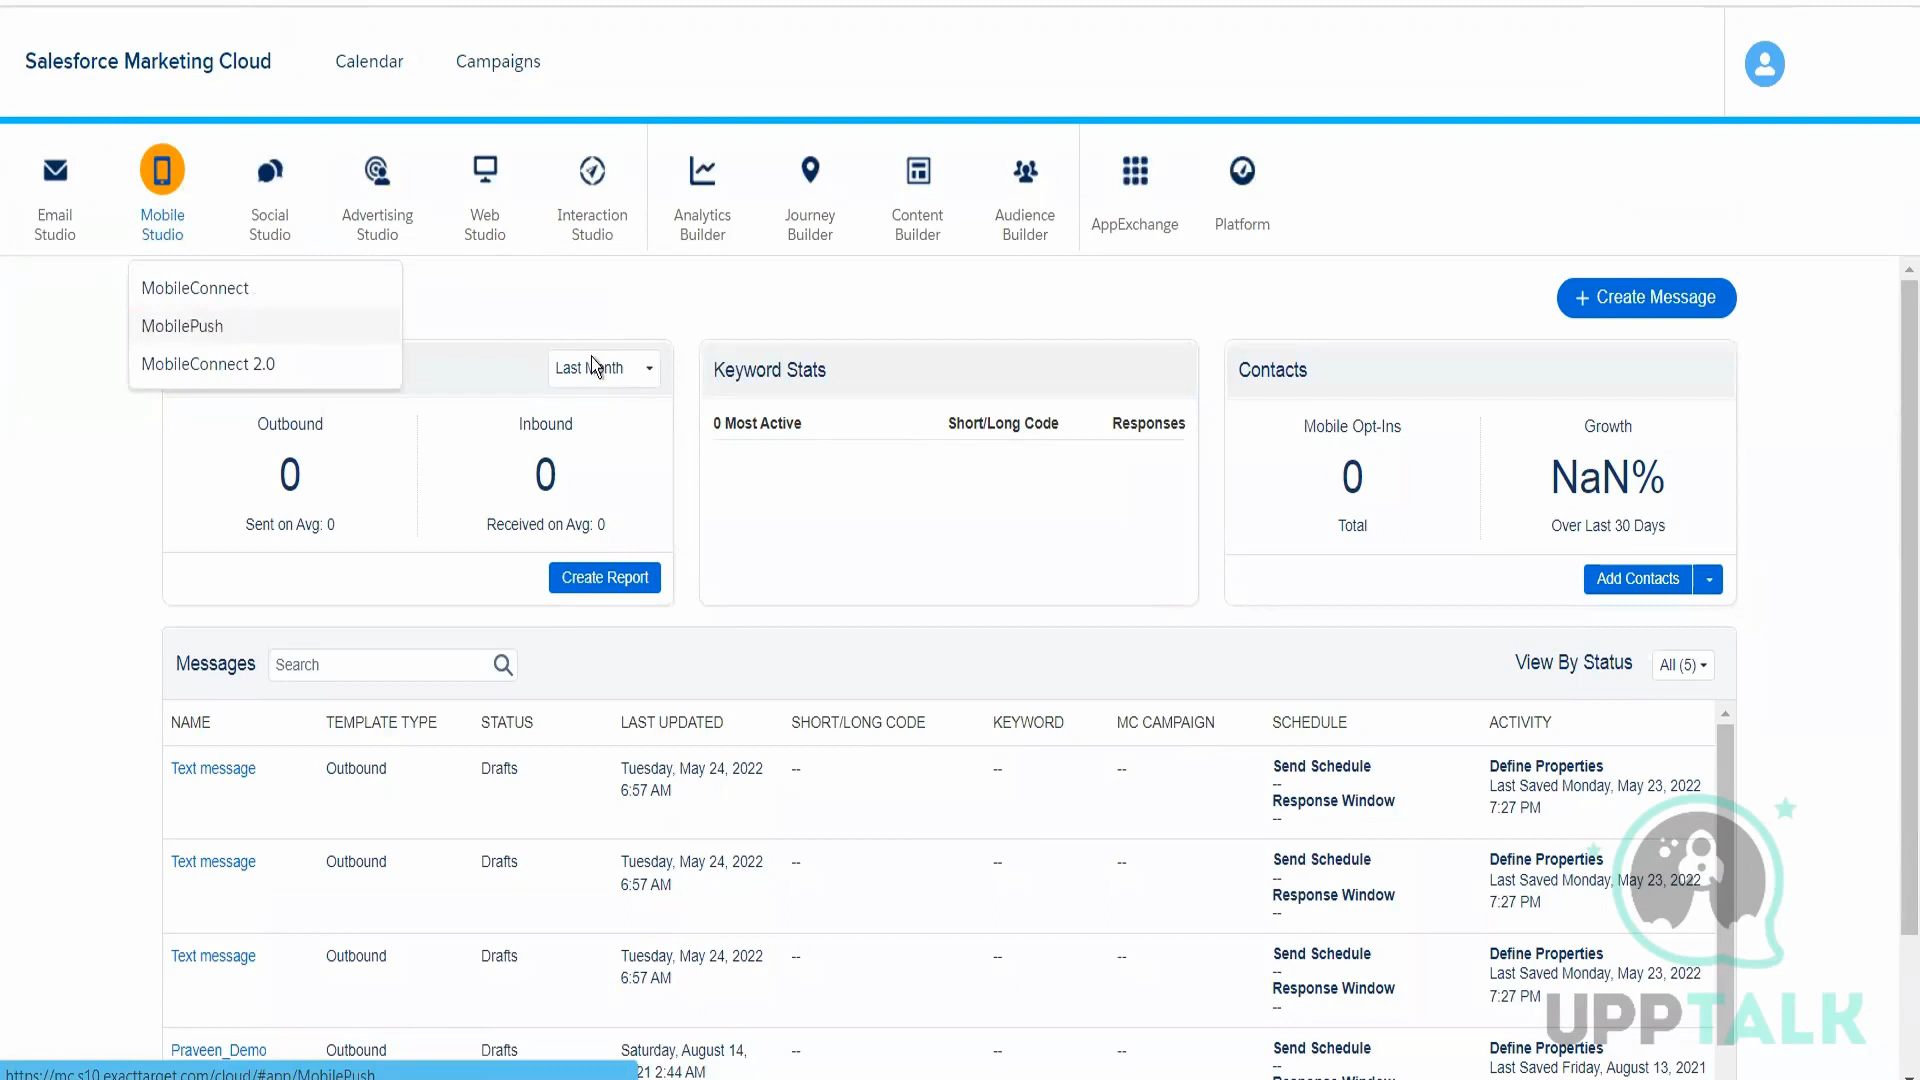 Salesforce Marketing Cloud
Calendar
Campaigns
Email
Studio
Mobile
Studio
Social
Studio
Advertising
Studio
Web
Studio
Interaction
Studio
Analytics
Builder
Journey
Builder
Content
Builder
Audience
Builder
AppExchange
Platform
MobileConnect
MobilePush
MobileConnect 2.0
+ Create Message
Last Month
Outbound
0
Sent on Avg: 0
Inbound
0
Received on Avg: 0
Create Report
Keyword Stats
0 Most Active Short/Long Code Responses
Contacts
Mobile Opt-Ins
0
Total
Growth
NaN%
Over Last 30 Days
Add Contacts
Messages
Search
View By Status
All (5)
NAME TEMPLATE TYPE STATUS LAST UPDATED SHORT/LONG CODE KEYWORD MC CAMPAIGN SCHEDULE ACTIVITY
Text message Outbound Drafts Tuesday, May 24, 2022 -- -- -- Send Schedule Define Properties
6:57 AM -- Last Saved Monday, May 23, 2022
Response Window 7:27 PM
--
Text message Outbound Drafts Tuesday, May 24, 2022 -- -- -- Send Schedule Define Properties
6:57 AM -- Last Saved Monday, May 23, 2022
Response Window 7:27 PM
--
Text message Outbound Drafts Tuesday, May 24, 2022 -- -- -- Send Schedule Define Properties
6:57 AM -- Last Saved Monday, May 23, 2022
Response Window 7:27 PM
--
Praveen_Demo Outbound Drafts Saturday, August 14, -- -- -- Send Schedule Define Properties
21 2:44 AM -- Last Saved Friday, August 13, 2021
UPPTALK
https://mc.s10.exacttarget.com/cloud/#app/MobilePush